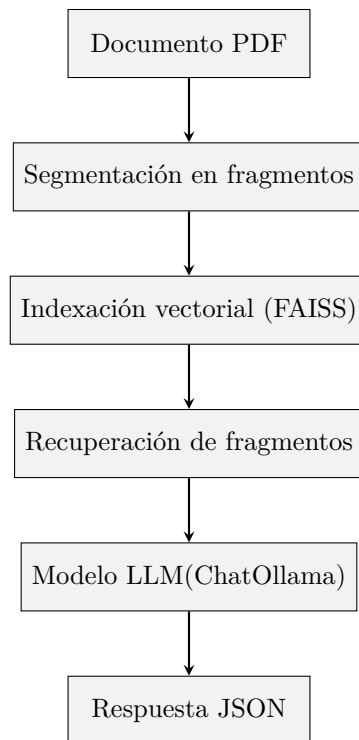 Documento PDF
Segmentación en fragmentos
Indexación vectorial (FAISS)
Recuperación de fragmentos
Modelo LLM(ChatOllama)
Respuesta JSON